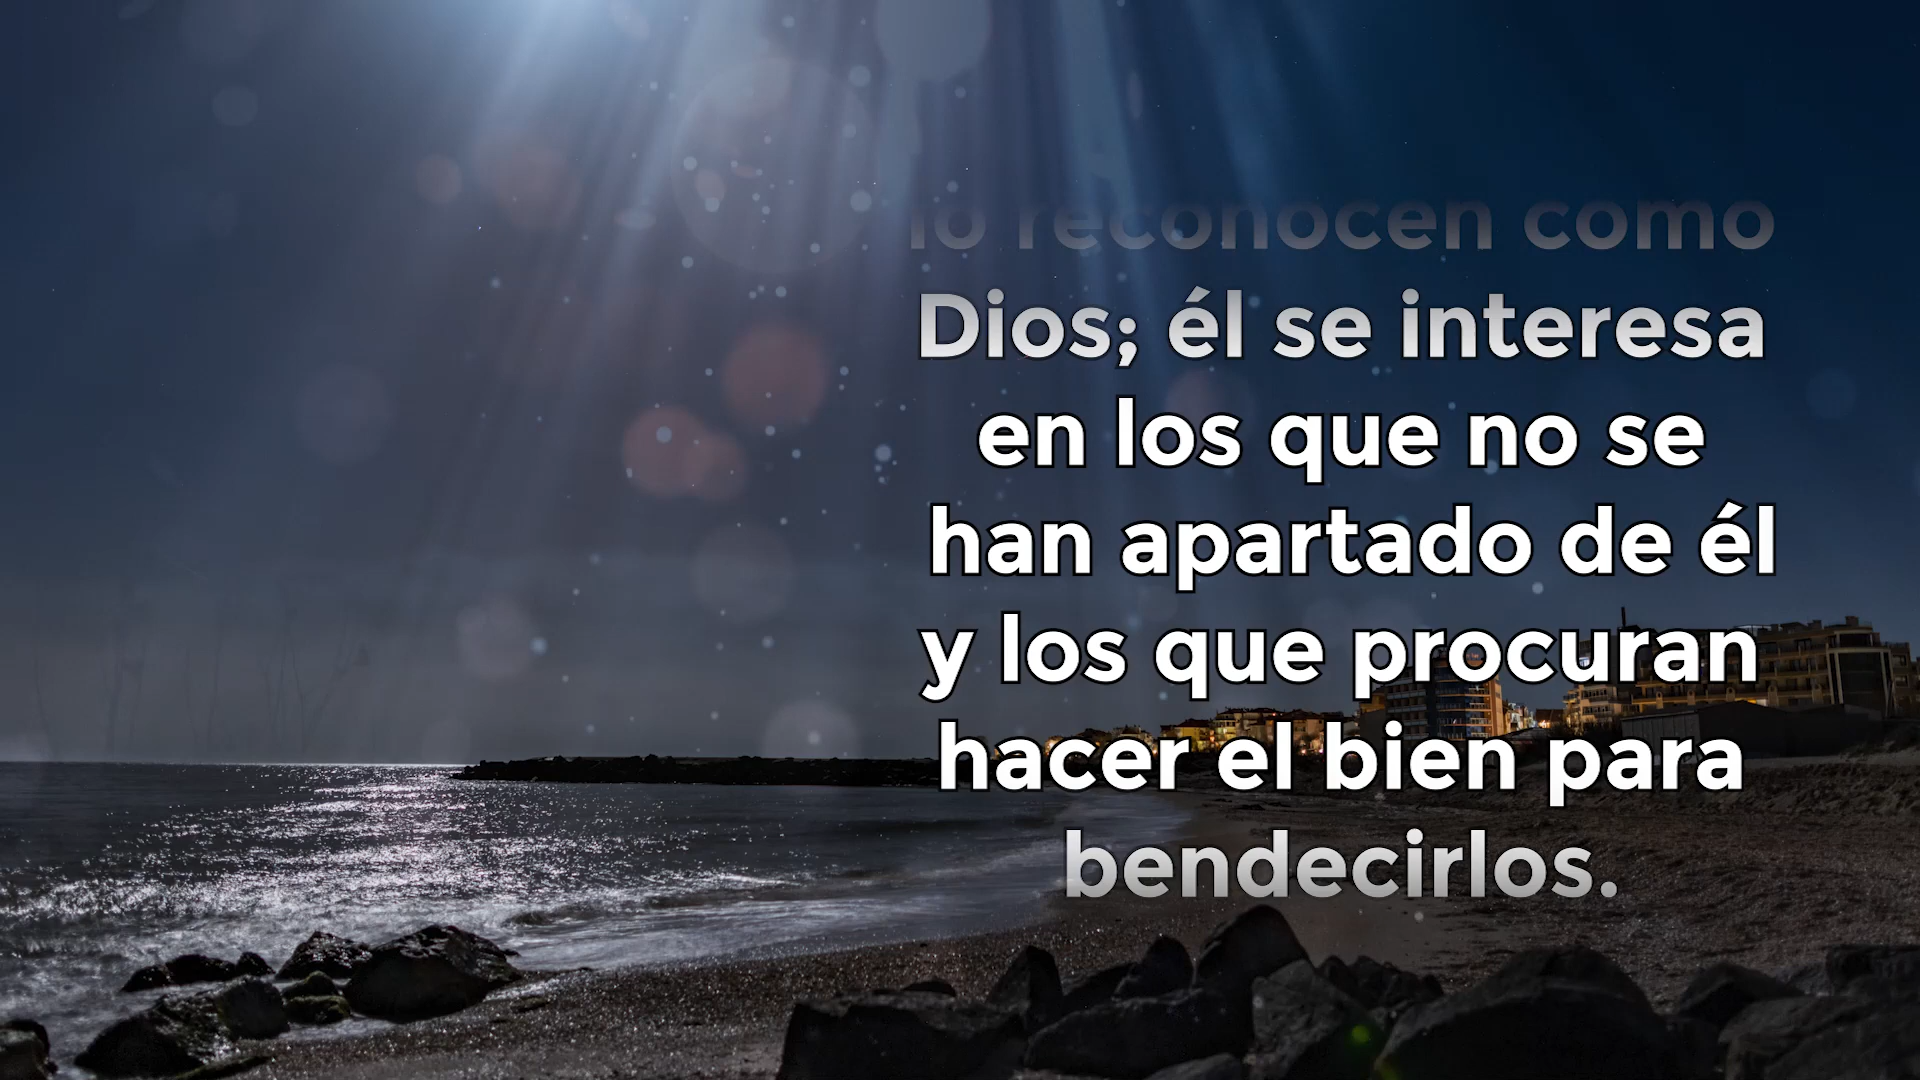 lo reconocen como
Dios; él se interesa
en los que no se
han apartado de él
y los que procuran
hacer el bien para
bendecirlos.